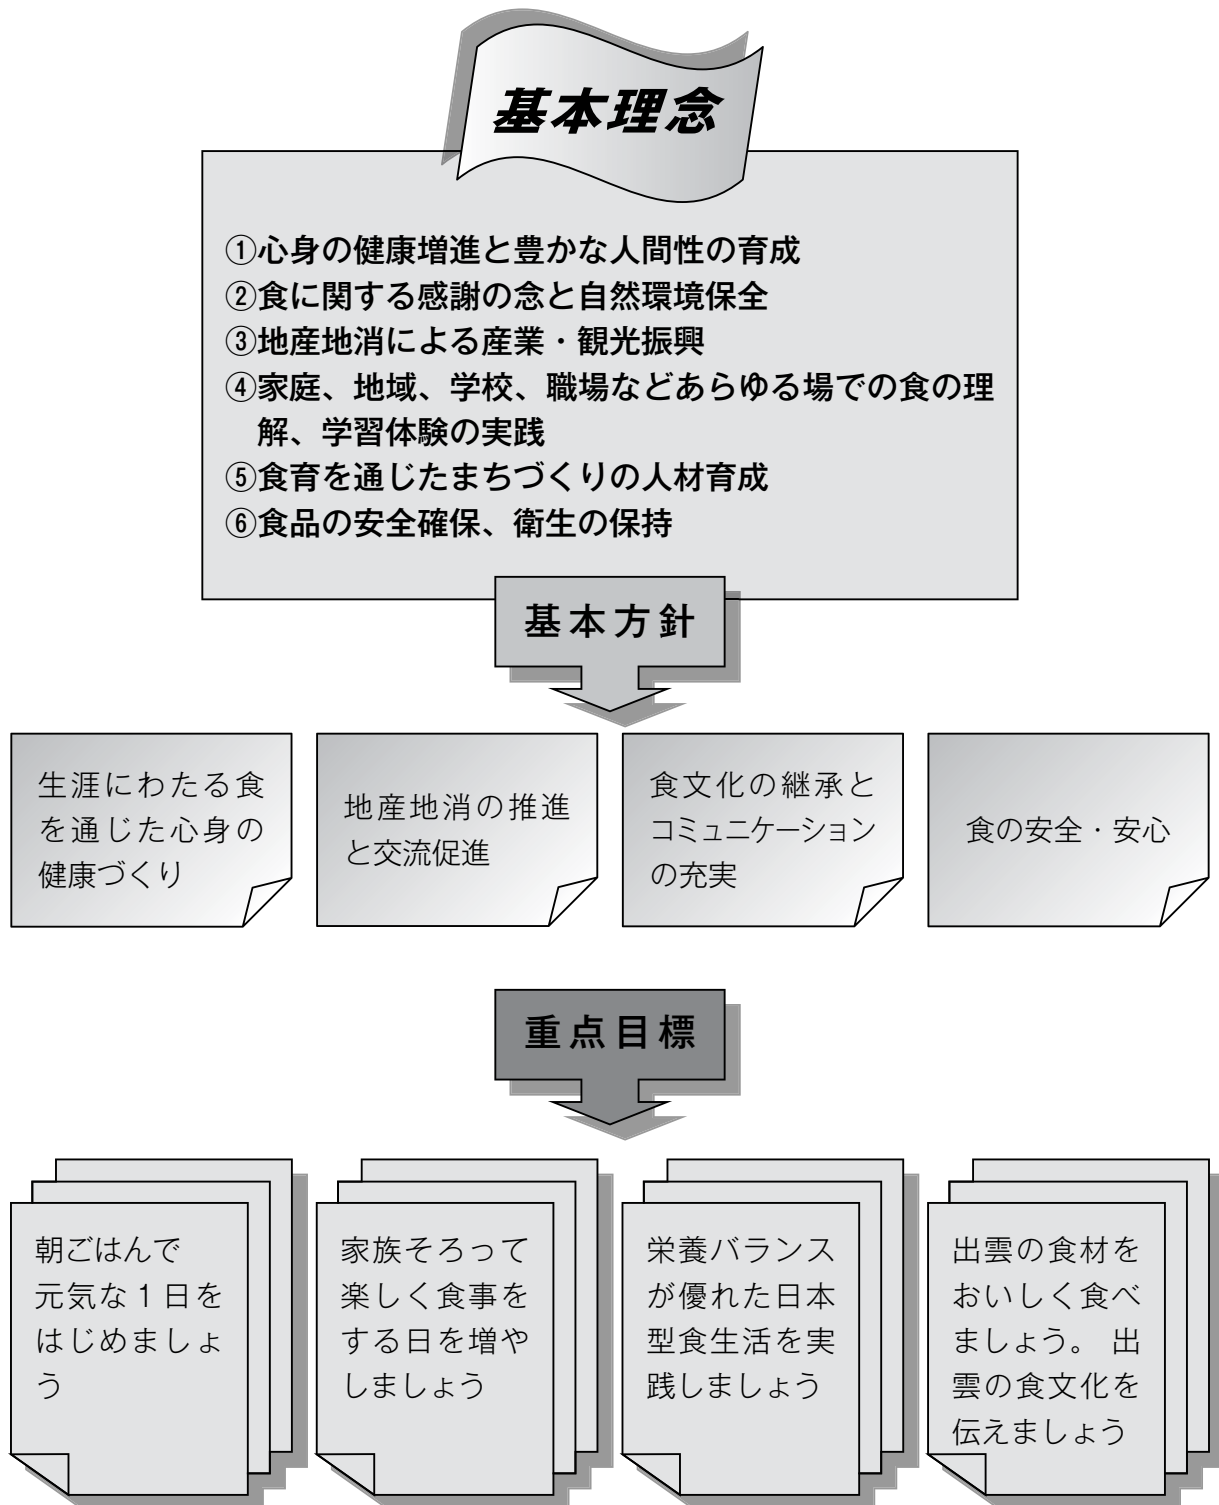 基本理念
①心身の健康増進と豊かな人間性の育成
②食に関する感謝の念と自然環境保全
③地産地消による産業・観光振興
④家庭、地域、学校、職場などあらゆる場での食の理
解、学習体験の実践
⑤食育を通じたまちづくりの人材育成
⑥食品の安全確保、衛生の保持
基本方針
生涯にわたる食
を通じた心身の
健康づくり
地産地消の推進
と交流促進
食文化の継承と
コミュニケーション
の充実
食の安全・安心
重点目標
朝ごはんで
元気な1日を
はじめましょ
う
家族そろって
楽しく食事を
する日を増や
しましょう
栄養バランス
が優れた日本
型食生活を実
践しましょう
出雲の食材を
おいしく食べ
ましょう。 出
雲の食文化を
伝えましょう